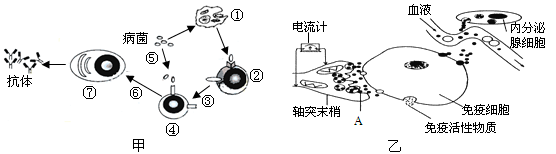 病菌
①
⑤
②
抗体
⑥
③
⑦
④
甲
血液
内分泌
腺细胞
电流计
轴突末梢
A
免疫细胞
免疫活性物质
乙